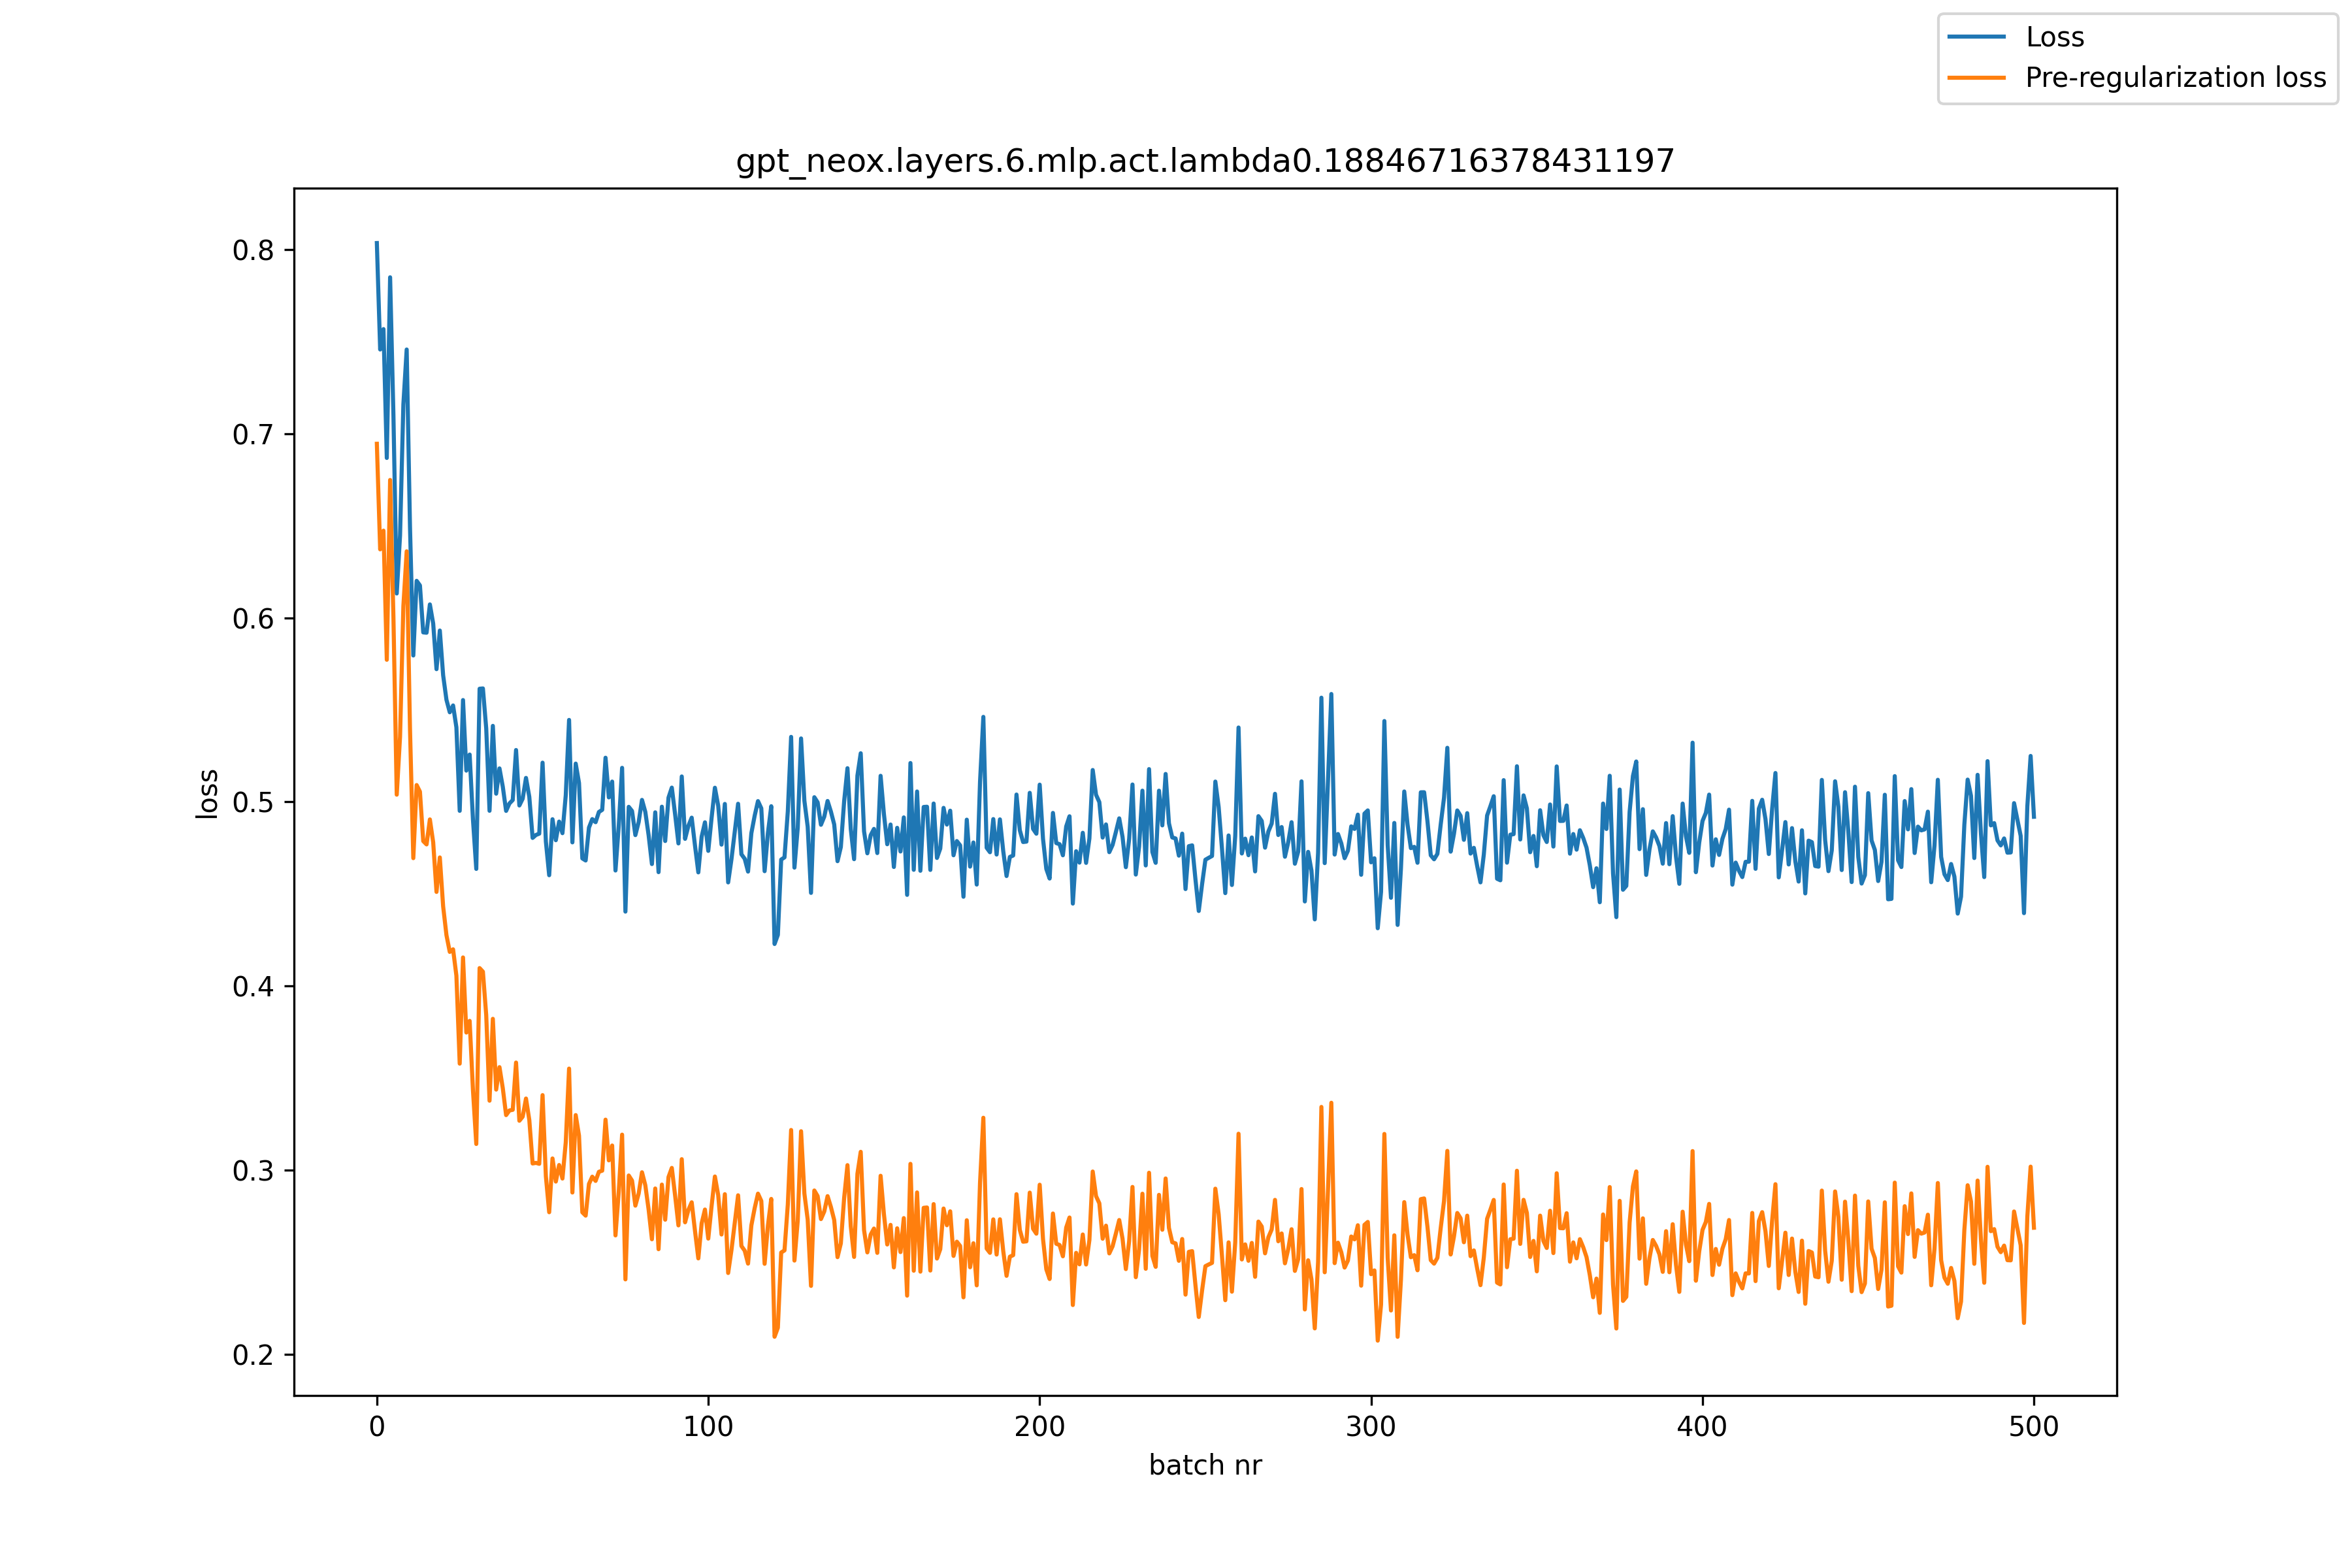 Loss
Pre-regularization loss
gpt_neox.layers.6.mlp.act.lambda0.18846716378431197
0.8
0.7
0.6
0.5
0.4
0.3
0.2
loss
0 100 200 300 400 500
batch nr